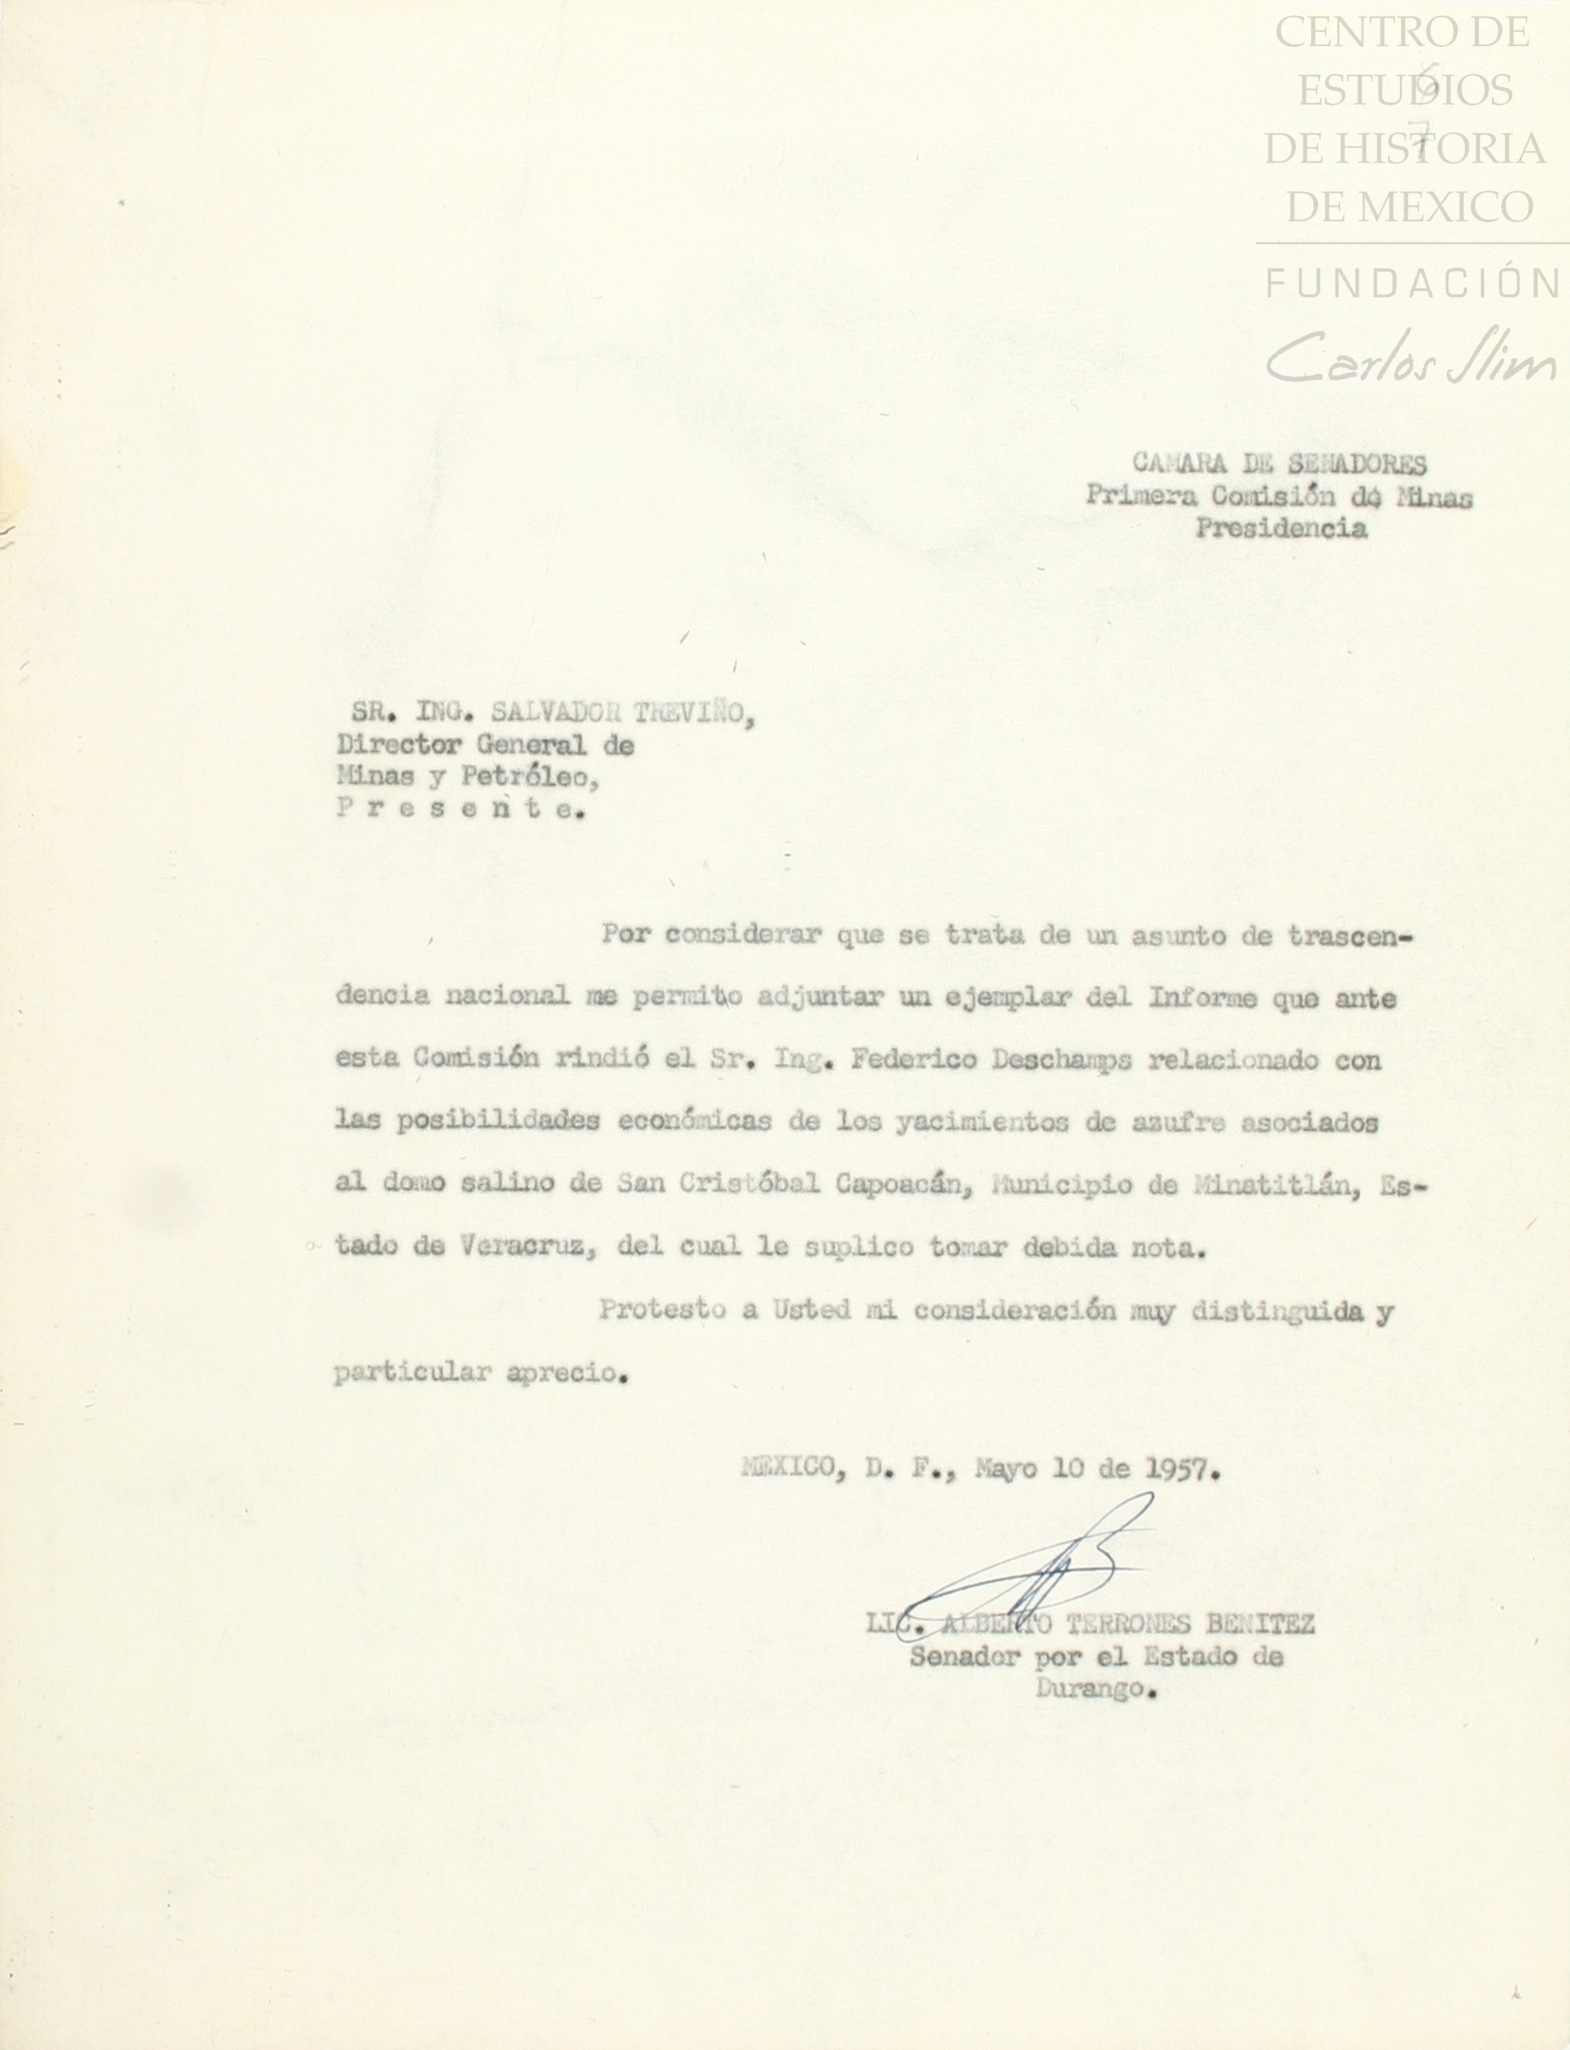 CENTRO DE
ESTUDIOS
DE HISTORIA
DE MEXICO
FUNDACIÓN
Carlos Slim
6
7
CAMARA DE SENADORES
Primera Comisión de Minas
Presidencia
SR. ING. SALVADOR TREVIÑO,
Director General de
Minas y Petróleo,
P r e s e n t e.
Por considerar que se trata de un asunto de trascen-
dencia nacional me permito adjuntar un ejemplar del Informe que ante
esta Comisión rindió el Sr. Ing. Federico Deschamps relacionado con
las posibilidades económicas de los yacimientos de azufre asociados
al domo salino de San Cristóbal Capoacán, Municipio de Minatitlán, Es-
tado de Veracruz, del cual le suplico tomar debida nota.
Protesto a Usted mi consideración muy distinguida y
particular aprecio.
MEXICO, D. F., Mayo 10 de 1957.
LIC. ALBERTO TERRONES BENITEZ
Senador por el Estado de
Durango.